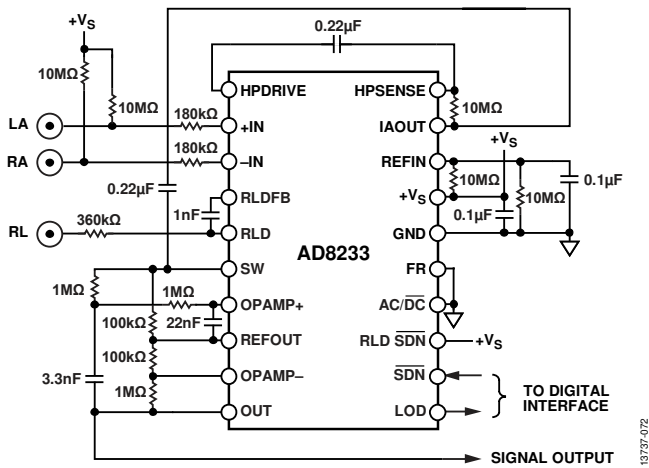 +VS
0.22µF
10MΩ
10MΩ
LA
180kΩ
RA
180kΩ
0.22µF
1nF
RL
360kΩ
1MΩ
1MΩ
100kΩ
22nF
100kΩ
3.3nF
1MΩ
HPDRIVE
+IN
–IN
RLDFB
RLD
SW
OPAMP+
REFOUT
OPAMP–
OUT
AD8233
HPSENSE
IAOUT
REFIN
+VS
GND
FR
AC/DC
RLD SDN
SDN
LOD
10MΩ
+VS
10MΩ
10MΩ
0.1µF
0.1µF
+VS
TO DIGITAL
INTERFACE
SIGNAL OUTPUT
13737-072